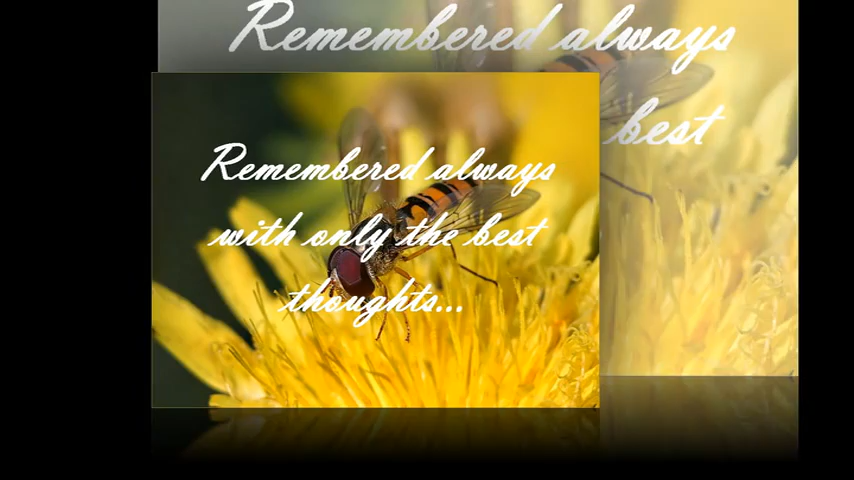 Remembered always
best
Remembered always
with only the best
thoughts...